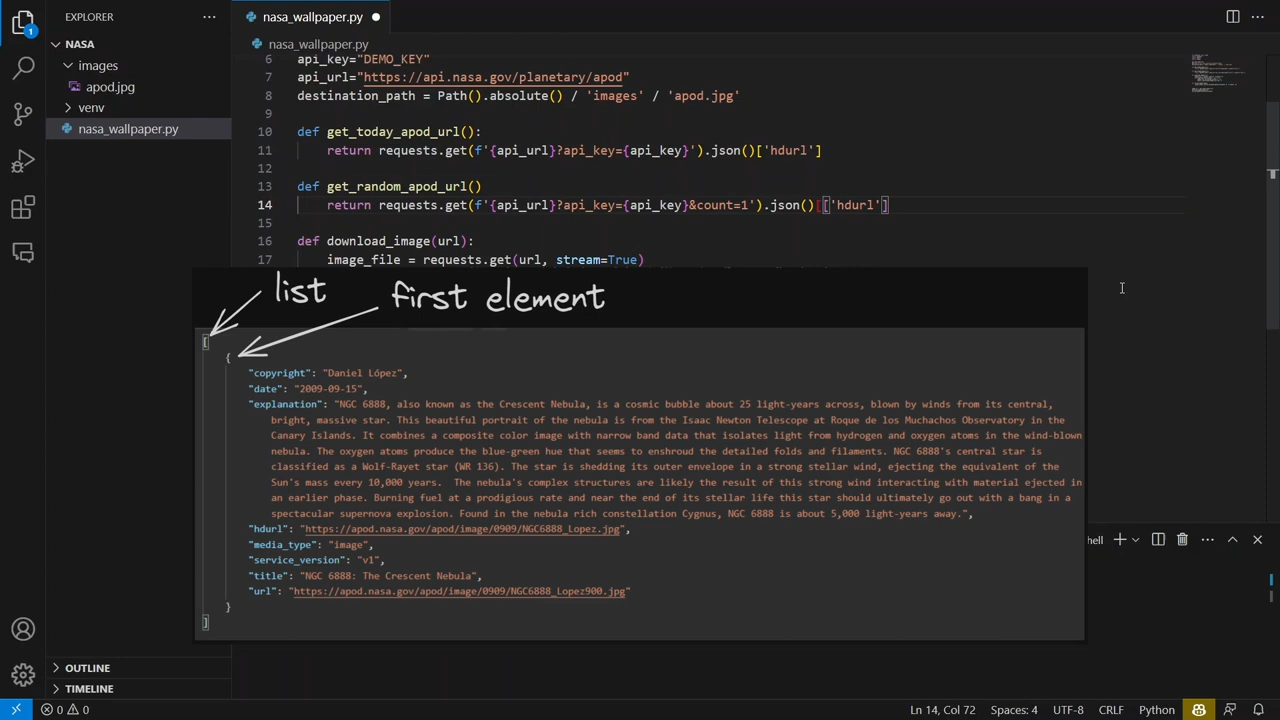 EXPLORER
nasa_wallpaper.py
NASA
nasa_wallpaper.py
images
apod.jpg
venv
nasa_wallpaper.py
6 api_key="DEMO_KEY"
7 api_url="https://api.nasa.gov/planetary/apod"
8 destination_path = Path().absolute() / 'images' / 'apod.jpg'
9
10 def get_today_apod_url():
11 return requests.get(f'{api_url}?api_key={api_key}').json()['hdurl']
12
13 def get_random_apod_url()
14 return requests.get(f'{api_url}?api_key={api_key}&count=1').json()[['hdurl']
15
16 def download_image(url):
17 image_file = requests.get(url, stream=True)
list
first element
[
{
"copyright": "Daniel López",
"date": "2009-09-15",
"explanation": "NGC 6888, also known as the Crescent Nebula, is a cosmic bubble about 25 light-years across, blown by winds from its central,
bright, massive star. This beautiful portrait of the nebula is from the Isaac Newton Telescope at Roque de los Muchachos Observatory in the
Canary Islands. It combines a composite color image with narrow band data that isolates light from hydrogen and oxygen atoms in the wind-blown
nebula. The oxygen atoms produce the blue-green hue that seems to enshroud the detailed folds and filaments. NGC 6888's central star is
classified as a Wolf-Rayet star (WR 136). The star is shedding its outer envelope in a strong stellar wind, ejecting the equivalent of the
Sun's mass every 10,000 years.  The nebula's complex structures are likely the result of this strong wind interacting with material ejected in
an earlier phase. Burning fuel at a prodigious rate and near the end of its stellar life this star should ultimately go out with a bang in a
spectacular supernova explosion. Found in the nebula rich constellation Cygnus, NGC 6888 is about 5,000 light-years away.",
"hdurl": "https://apod.nasa.gov/apod/image/0909/NGC6888_Lopez.jpg",
"media_type": "image",
"service_version": "v1",
"title": "NGC 6888: The Crescent Nebula",
"url": "https://apod.nasa.gov/apod/image/0909/NGC6888_Lopez900.jpg"
}
]
hell
OUTLINE
TIMELINE
0 0
Ln 14, Col 72
Spaces: 4
UTF-8
CRLF
Python
1